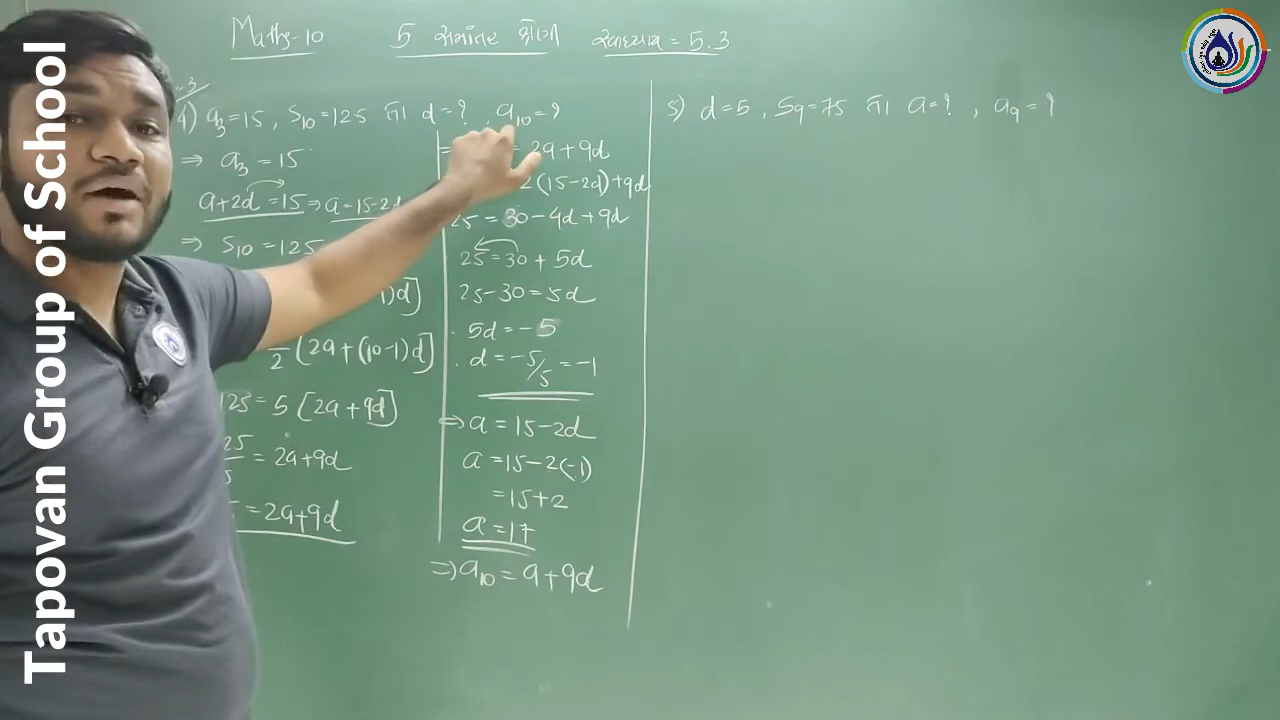 Tapovan Group of School
Maths-10 5 સમાંતર શ્રેણી સ્વાધ્યાય = 5.3
4) a₃=15, S₁₀=125 તો d=?, a₁₀=?
⇒ a₃ = 15
a+2d=15 ⇒ a=15-2d
⇒ S₁₀ = 125
1)d]
2 [2a+(10-1)d]
125 = 5 [2a+9d]
25
5 = 2a+9d
= 2a+9d
= 2a+9d
2(15-2d)+9d
25 = 30-4d+9d
25=30+5d
25-30=5d
5d=-5
d=-5/5=-1
⇒ a=15-2d
a=15-2(-1)
=15+2
a=17
⇒ a₁₀=a+9d
5) d=5, S₉=75 તો a=?, a₉=?